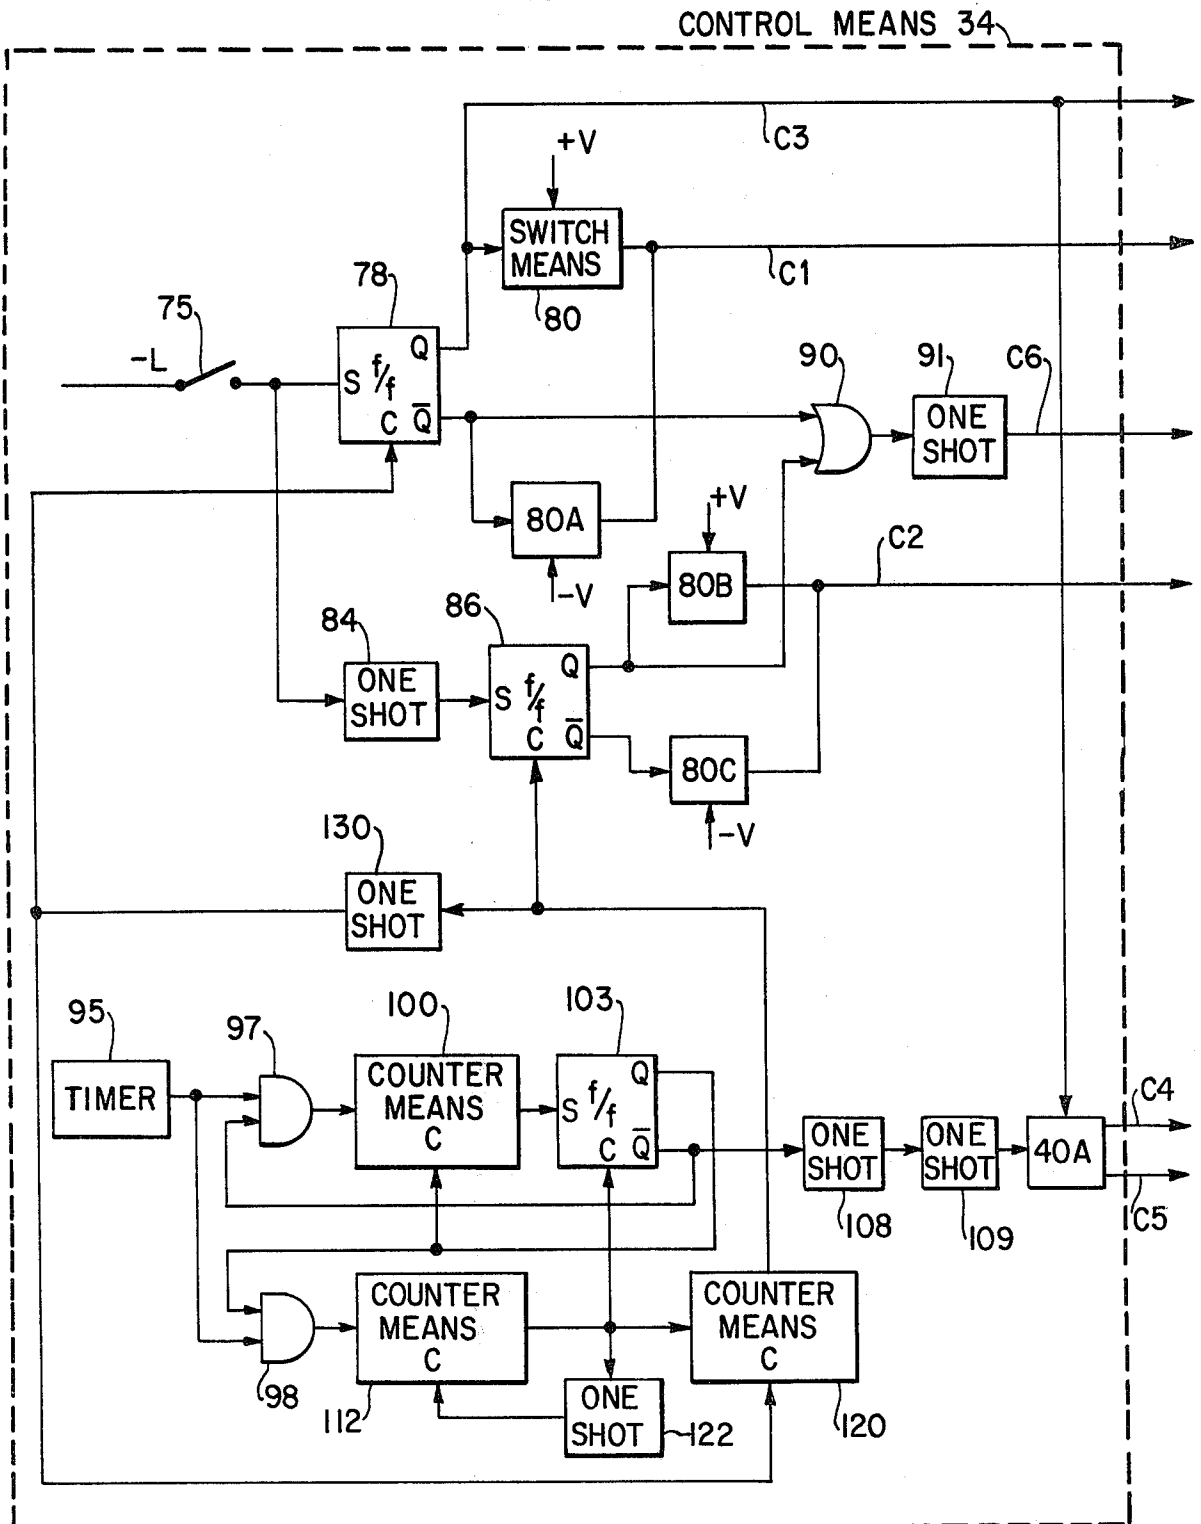 CONTROL MEANS 34
C3
+V
SWITCH
MEANS
80
C1
78
75
-L
S f/f Q
C Q̅
90
91
C6
ONE
SHOT
80A
-V
+V
80B
C2
84
ONE
SHOT
86
S f/f Q
C Q̅
80C
-V
130
ONE
SHOT
95
TIMER
97
100
COUNTER
MEANS
C
103
S f/f Q
C Q̅
ONE
SHOT
108
ONE
SHOT
109
40A
C4
C5
98
COUNTER
MEANS
C
112
ONE
SHOT
122
COUNTER
MEANS
C
120